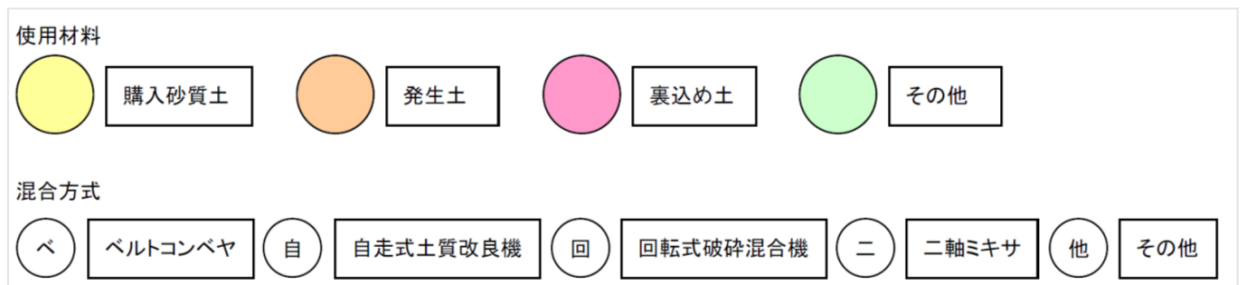 使用材料
購入砂質土 発生土 裏込め土 その他
混合方式
ベ ベルトコンベヤ 自 自走式土質改良機 回 回転式破砕混合機 二 二軸ミキサ 他 その他